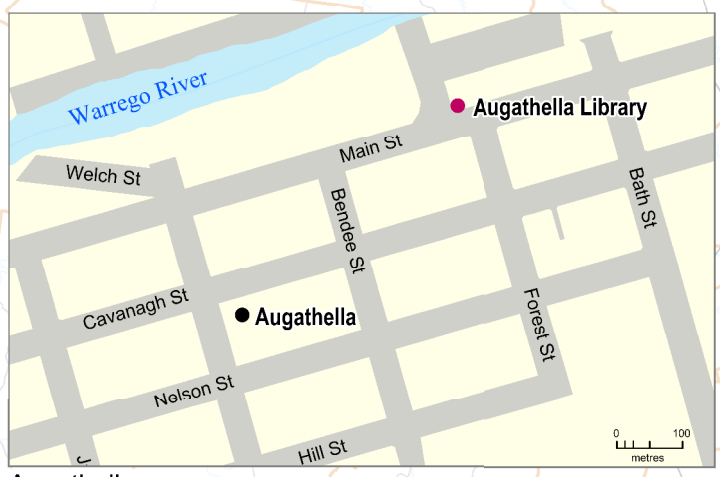 Warrego River
Augathella Library
Main St
Welch St
Bendee St
Bath St
Cavanagh St
Augathella
Forest St
Nelson St
Hill St
J
0 100
metres